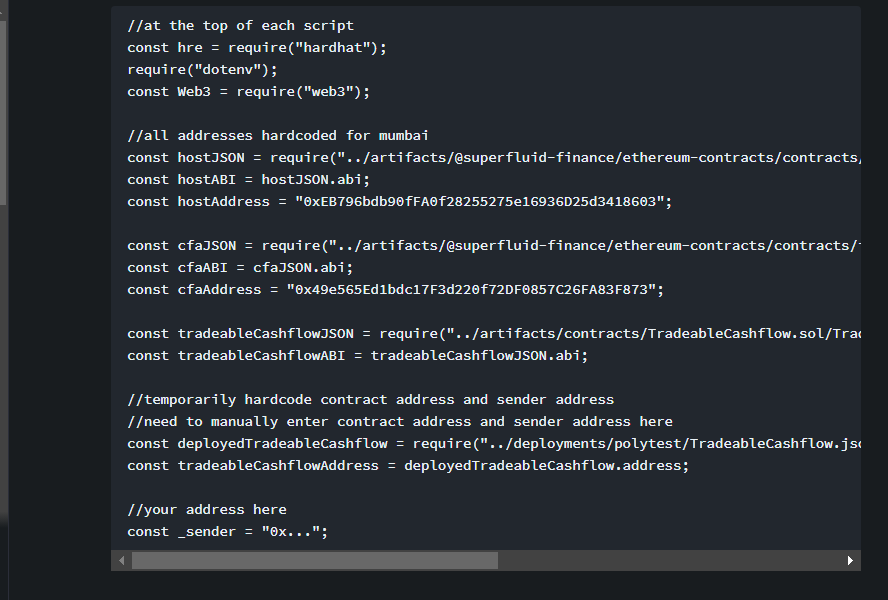 //at the top of each script
const hre = require("hardhat");
require("dotenv");
const Web3 = require("web3");
//all addresses hardcoded for mumbai
const hostJSON = require("../artifacts/@superfluid-finance/ethereum-contracts/contracts/
const hostABI = hostJSON.abi;
const hostAddress = "0xEB796bdb90fFA0f28255275e16936D25d3418603";
const cfaJSON = require("../artifacts/@superfluid-finance/ethereum-contracts/contracts/
const cfaABI = cfaJSON.abi;
const cfaAddress = "0x49e565Ed1bdc17F3d220f72DF0857C26FA83F873";
const tradeableCashflowJSON = require("../artifacts/contracts/TradeableCashflow.sol/Trad
const tradeableCashflowABI = tradeableCashflowJSON.abi;
//temporarily hardcode contract address and sender address
//need to manually enter contract address and sender address here
const deployedTradeableCashflow = require("../deployments/polytest/TradeableCashflow.jso
const tradeableCashflowAddress = deployedTradeableCashflow.address;
//your address here
const _sender = "0x...";